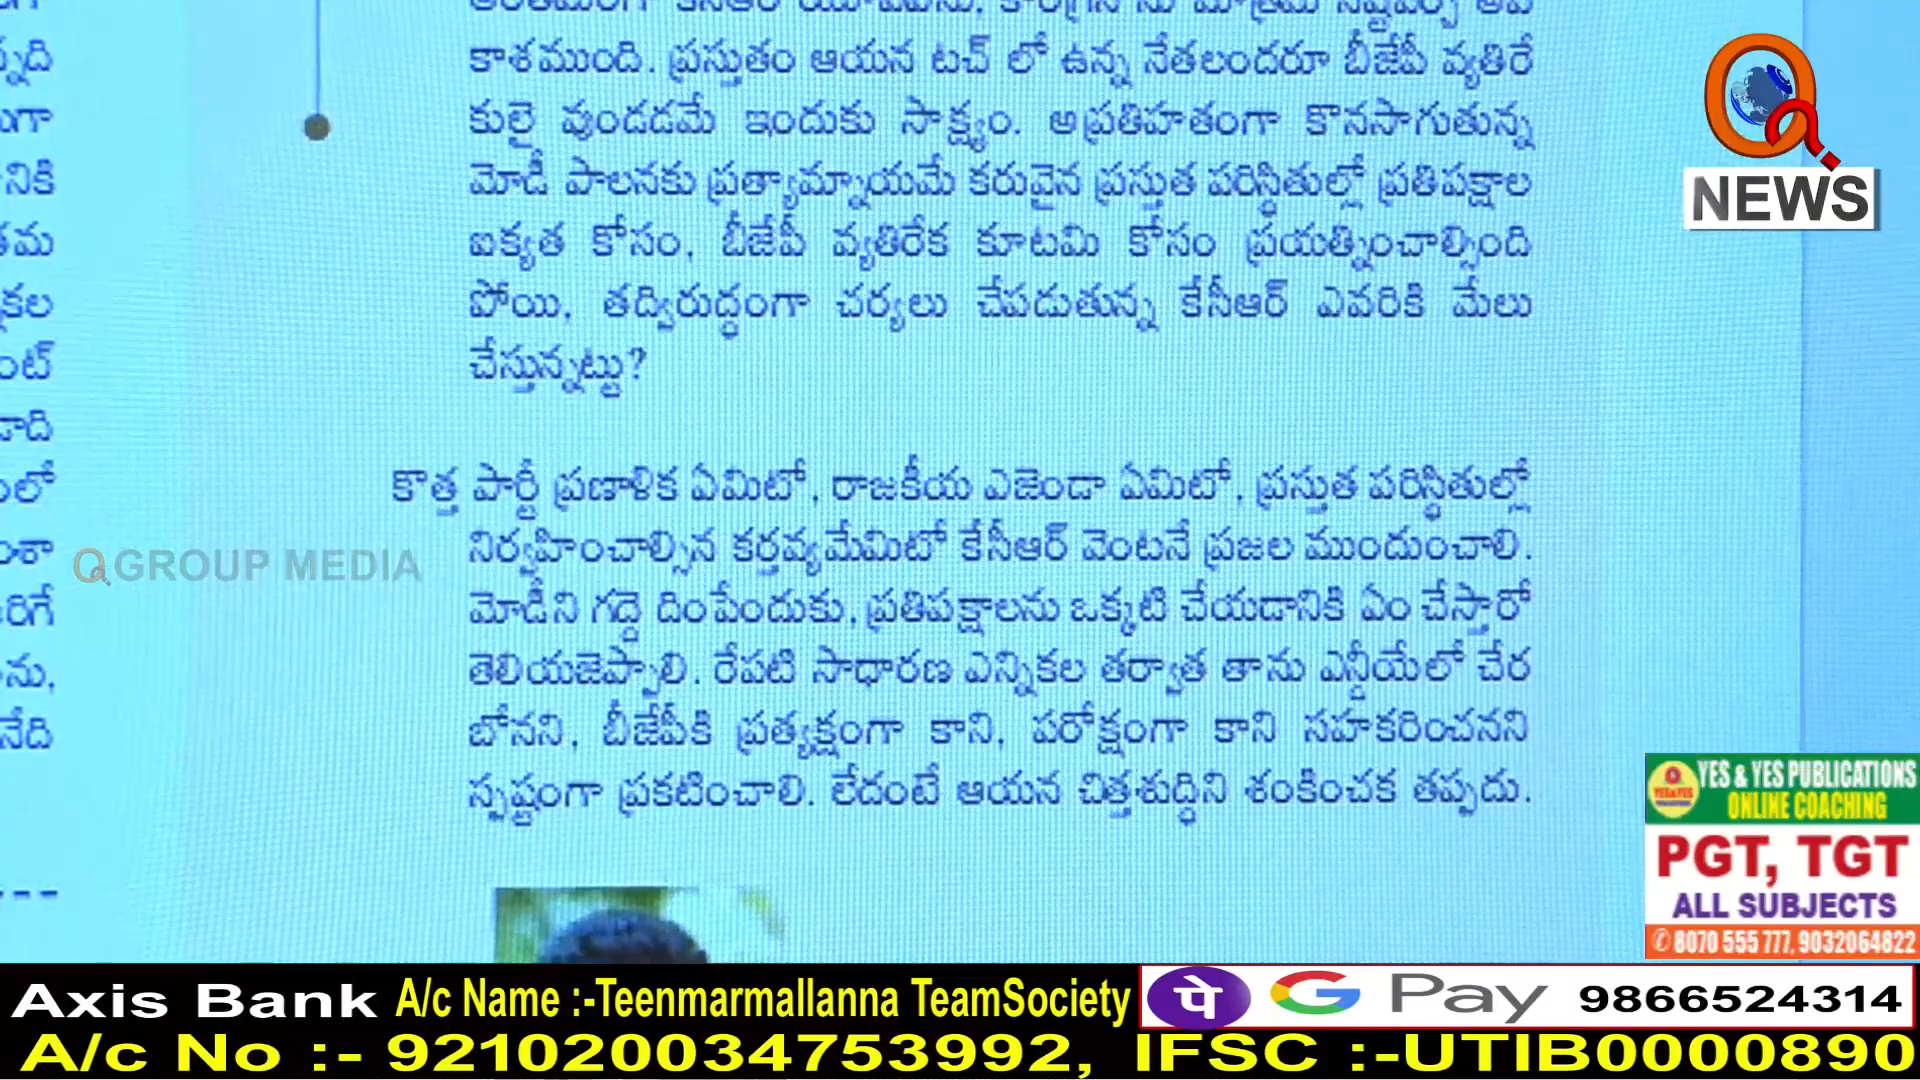 కాశముంది. ప్రస్తుతం ఆయన టచ్ లో ఉన్న నేతలందరూ బీజేపీ వ్యతిరే
కులై వుండడమే ఇందుకు సాక్ష్యం. అప్రతిహతంగా కొనసాగుతున్న
మోడీ పాలనకు ప్రత్యామ్నాయమే కరువైన ప్రస్తుత పరిస్థితుల్లో ప్రతిపక్షాల
ఐక్యత కోసం, బీజేపీ వ్యతిరేక కూటమి కోసం ప్రయత్నించాల్సింది
పోయి, తద్విరుద్ధంగా చర్యలు చేపడుతున్న కేసీఆర్ ఎవరికి మేలు
చేస్తున్నట్టు?
కొత్త పార్టీ ప్రణాళిక ఏమిటో, రాజకీయ ఎజెండా ఏమిటో, ప్రస్తుత పరిస్థితుల్లో
నిర్వహించాల్సిన కర్తవ్యమేమిటో కేసీఆర్ వెంటనే ప్రజల ముందుంచాలి.
మోడీని గద్దె దింపేందుకు, ప్రతిపక్షాలను ఒక్కటి చేయడానికి ఏం చేస్తారో
తెలియజెప్పాలి. రేపటి సాధారణ ఎన్నికల తర్వాత తాను ఎన్డీయేలో చేర
బోనని, బీజేపీకి ప్రత్యక్షంగా కాని, పరోక్షంగా కాని సహకరించనని
స్పష్టంగా ప్రకటించాలి. లేదంటే ఆయన చిత్తశుద్ధిని శంకించక తప్పదు.
Q GROUP MEDIA
Q NEWS
YES & YES PUBLICATIONS
ONLINE COACHING
PGT, TGT
ALL SUBJECTS
8070 555 777, 9032064822
Axis Bank A/c Name :-Teenmarmallanna TeamSociety
పే G Pay 9866524314
A/c No :- 921020034753992, IFSC :-UTIB0000890